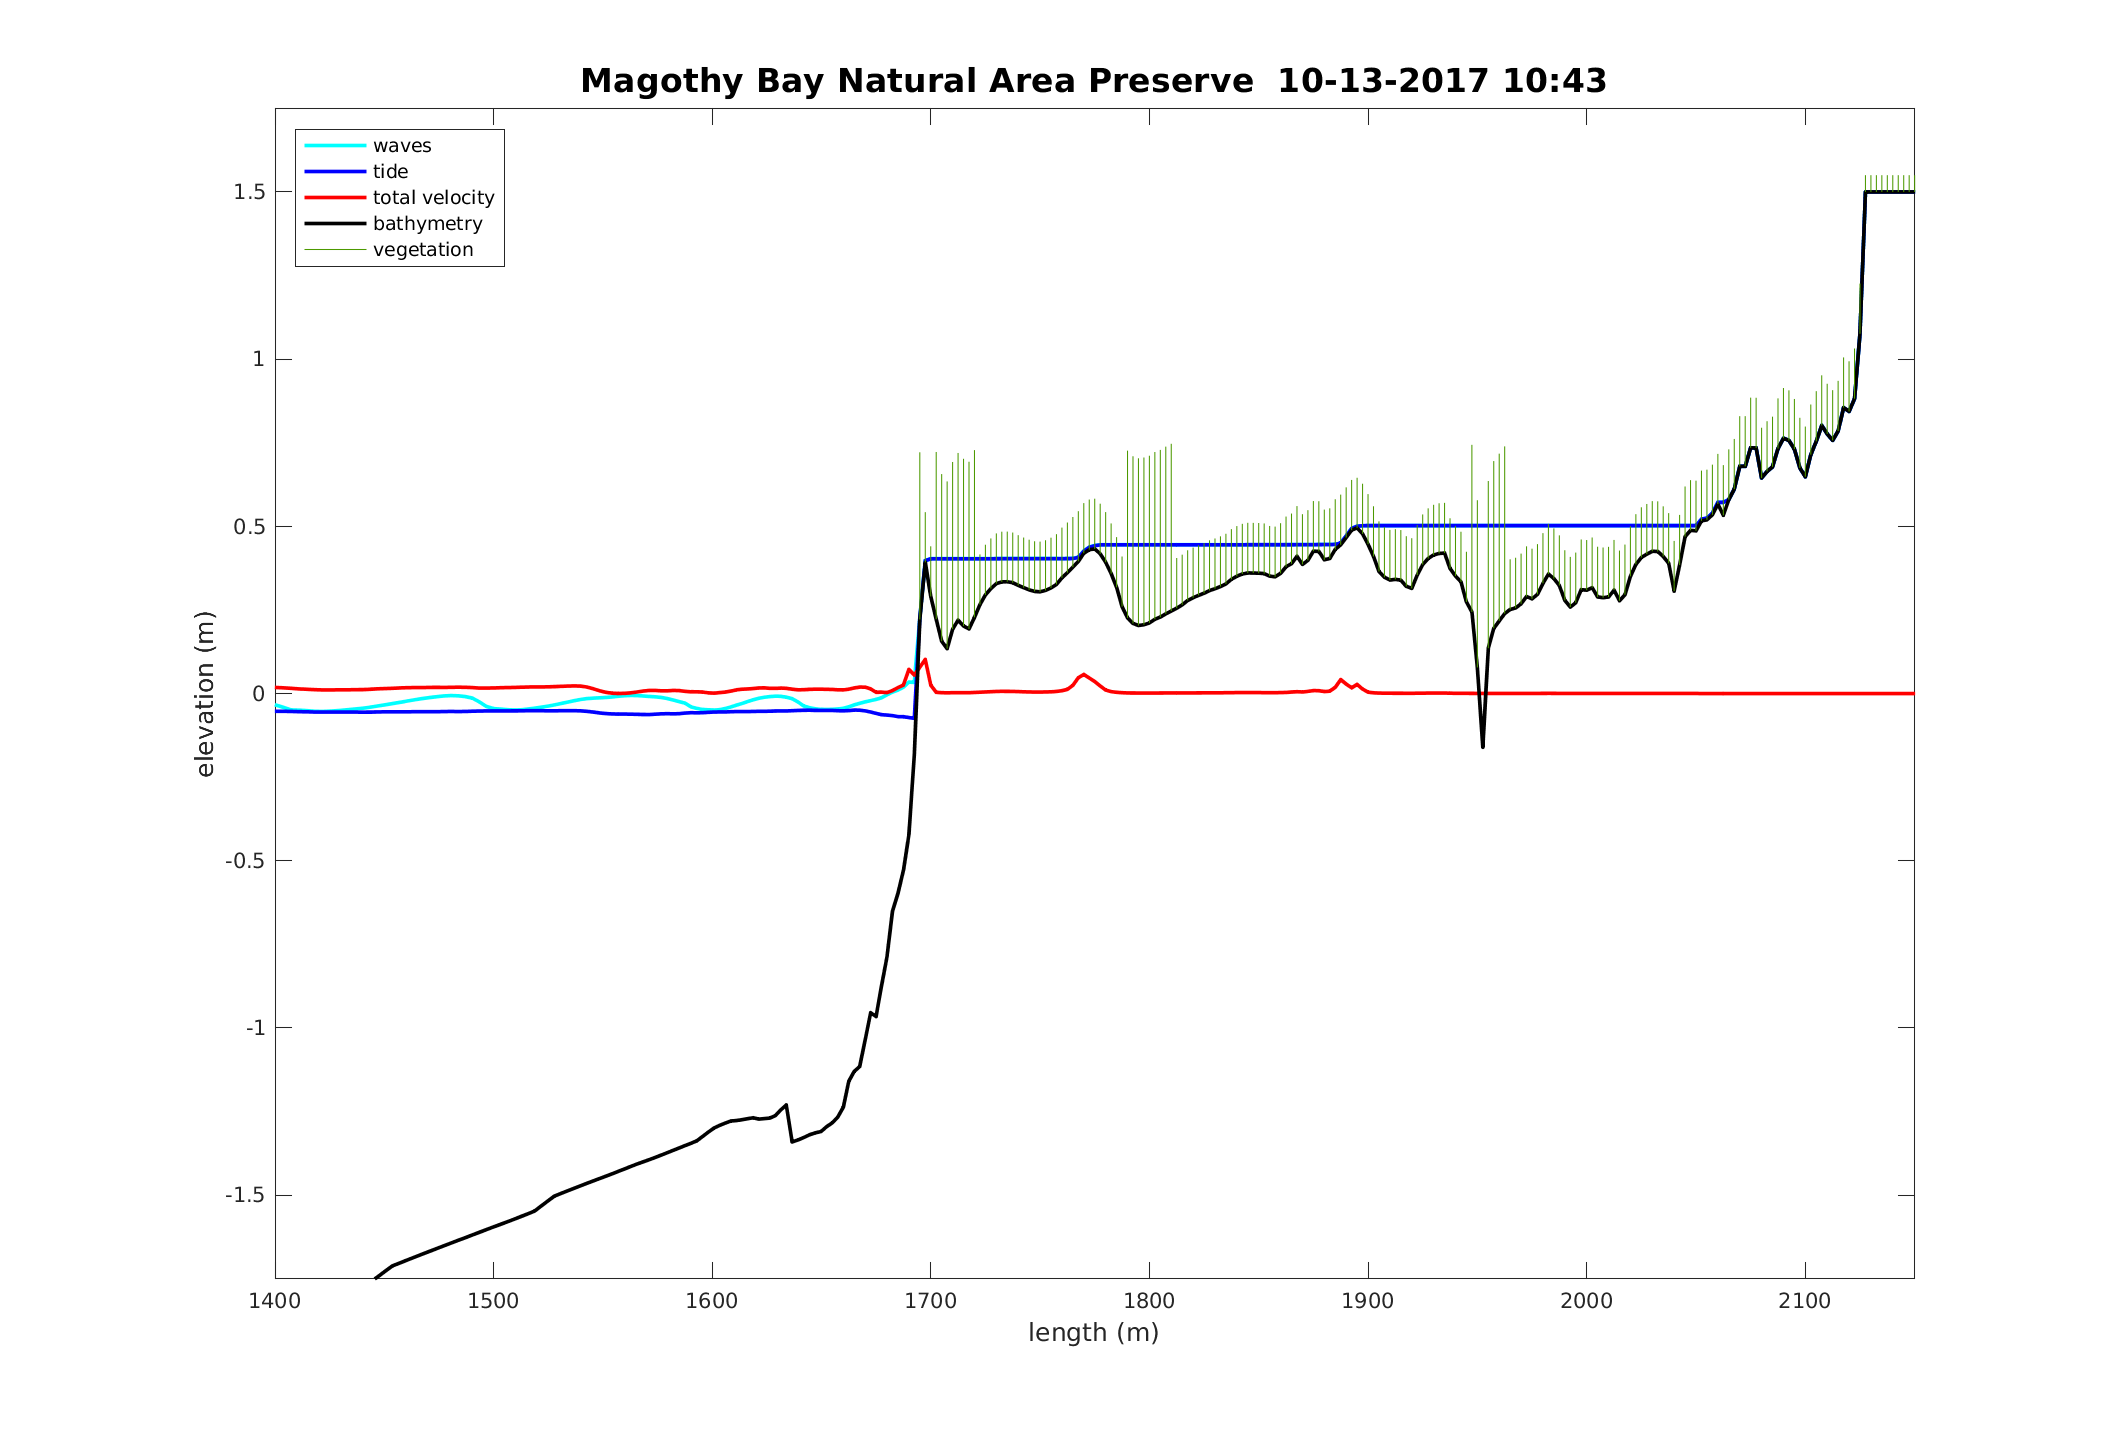 Magothy Bay Natural Area Preserve  10-13-2017 10:43
waves
tide
total velocity
bathymetry
vegetation
1.5
1
0.5
0
-0.5
-1
-1.5
elevation (m)
1400 1500 1600 1700 1800 1900 2000 2100
length (m)